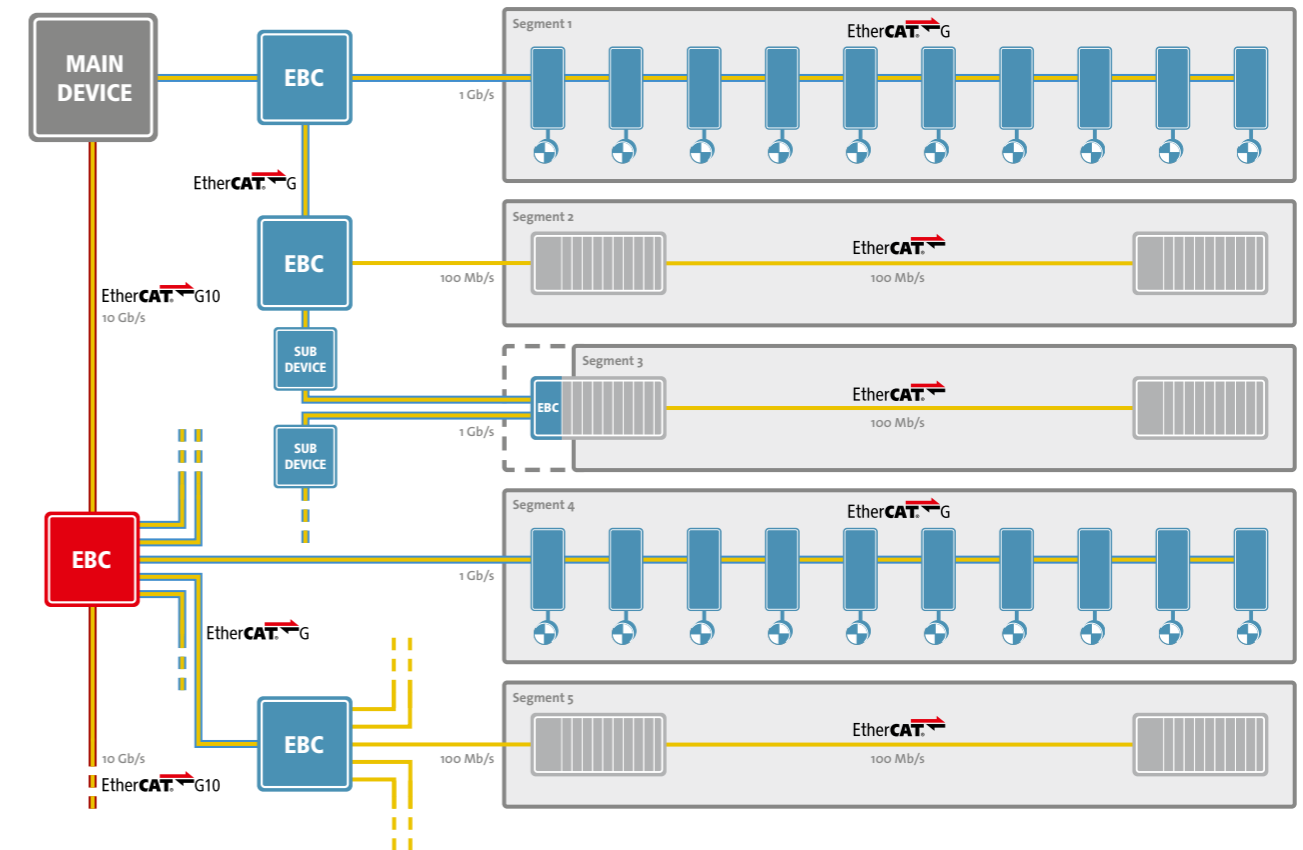 MAIN
DEVICE
EBC
1 Gb/s
Segment 1
EtherCAT® G
EtherCAT® G
EBC
100 Mb/s
Segment 2
EtherCAT®
100 Mb/s
EtherCAT® G10
10 Gb/s
SUB
DEVICE
Segment 3
EBC
EtherCAT®
100 Mb/s
1 Gb/s
SUB
DEVICE
EBC
1 Gb/s
Segment 4
EtherCAT® G
EtherCAT® G
EBC
100 Mb/s
Segment 5
EtherCAT®
100 Mb/s
10 Gb/s
EtherCAT® G10